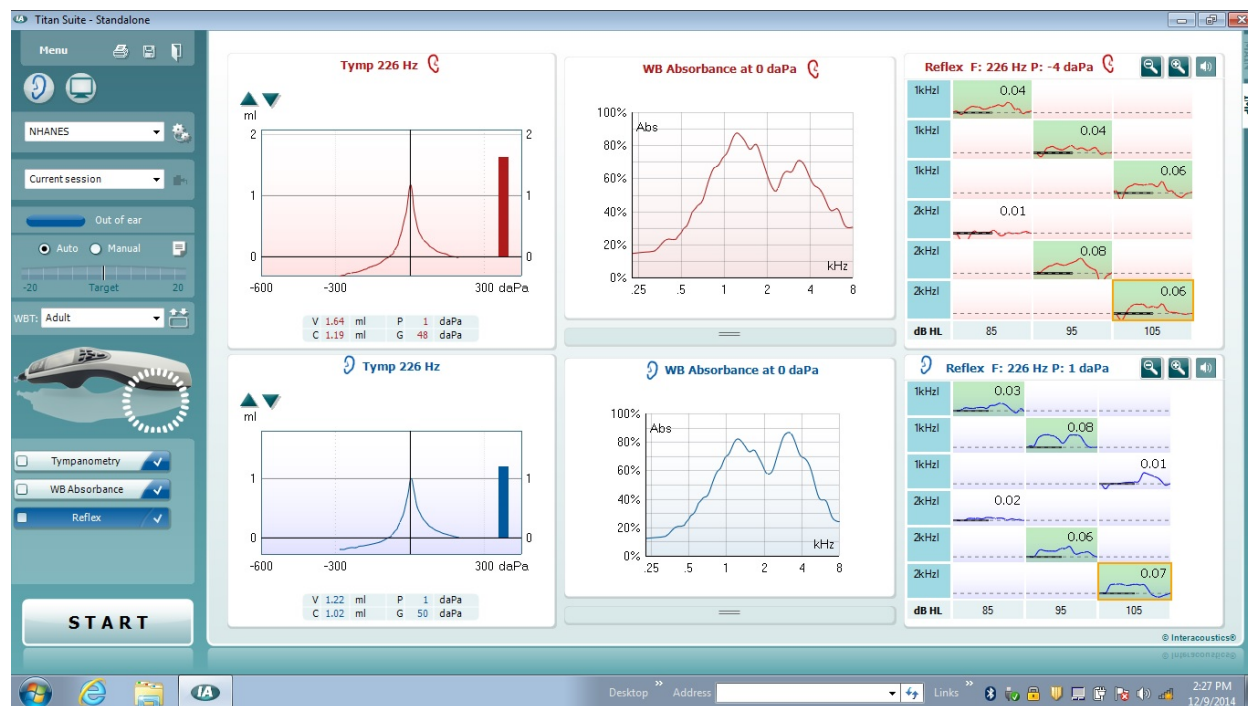 Titan Suite - Standalone
Menu
NHANES
Current session
Out of ear
Auto Manual
-20 Target 20
WBT: Adult
Tympanometry
WB Absorbance
Reflex
START
Tymp 226 Hz
ml
2 2
1 1
0 0
-600 -300 300 daPa
V 1.64 ml P 1 daPa
C 1.19 ml G 48 daPa
WB Absorbance at 0 daPa
Abs
100%
80%
60%
40%
20%
0%
kHz
.25 .5 1 2 4 8
Reflex F: 226 Hz P: -4 daPa
1kHzI 0.04
1kHzI 0.04
1kHzI 0.06
2kHzI 0.01
2kHzI 0.08
2kHzI 0.06
dB HL 85 95 105
Tymp 226 Hz
ml
1 1
0 0
-600 -300 300 daPa
V 1.22 ml P 1 daPa
C 1.02 ml G 50 daPa
WB Absorbance at 0 daPa
Abs
100%
80%
60%
40%
20%
0%
kHz
.25 .5 1 2 4 8
Reflex F: 226 Hz P: 1 daPa
1kHzI 0.03
1kHzI 0.08
1kHzI 0.01
2kHzI 0.02
2kHzI 0.06
2kHzI 0.07
dB HL 85 95 105
© Interacoustics®
IA
Desktop » Address Links » 2:27 PM
12/9/2014